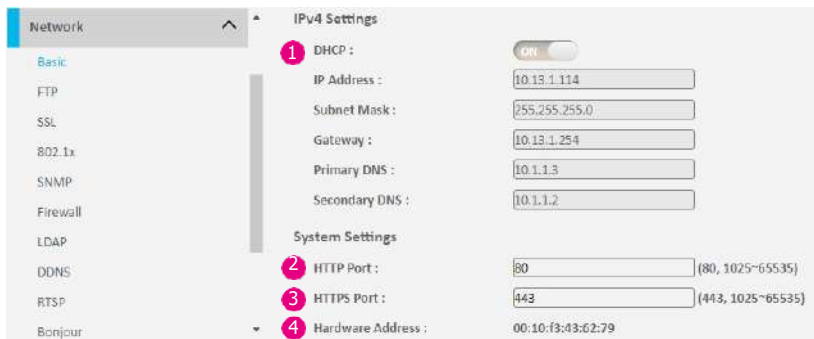 Network
Basic
FTP
SSL
802.1x
SNMP
Firewall
LDAP
DDNS
RTSP
Bonjour
IPv4 Settings
1 DHCP : ON
IP Address : 10.13.1.114
Subnet Mask : 255.255.255.0
Gateway : 10.13.1.254
Primary DNS : 10.1.1.3
Secondary DNS : 10.1.1.2
System Settings
2 HTTP Port : 80 (80, 1025~65535)
3 HTTPS Port : 443 (443, 1025~65535)
4 Hardware Address : 00:10:f3:43:62:79